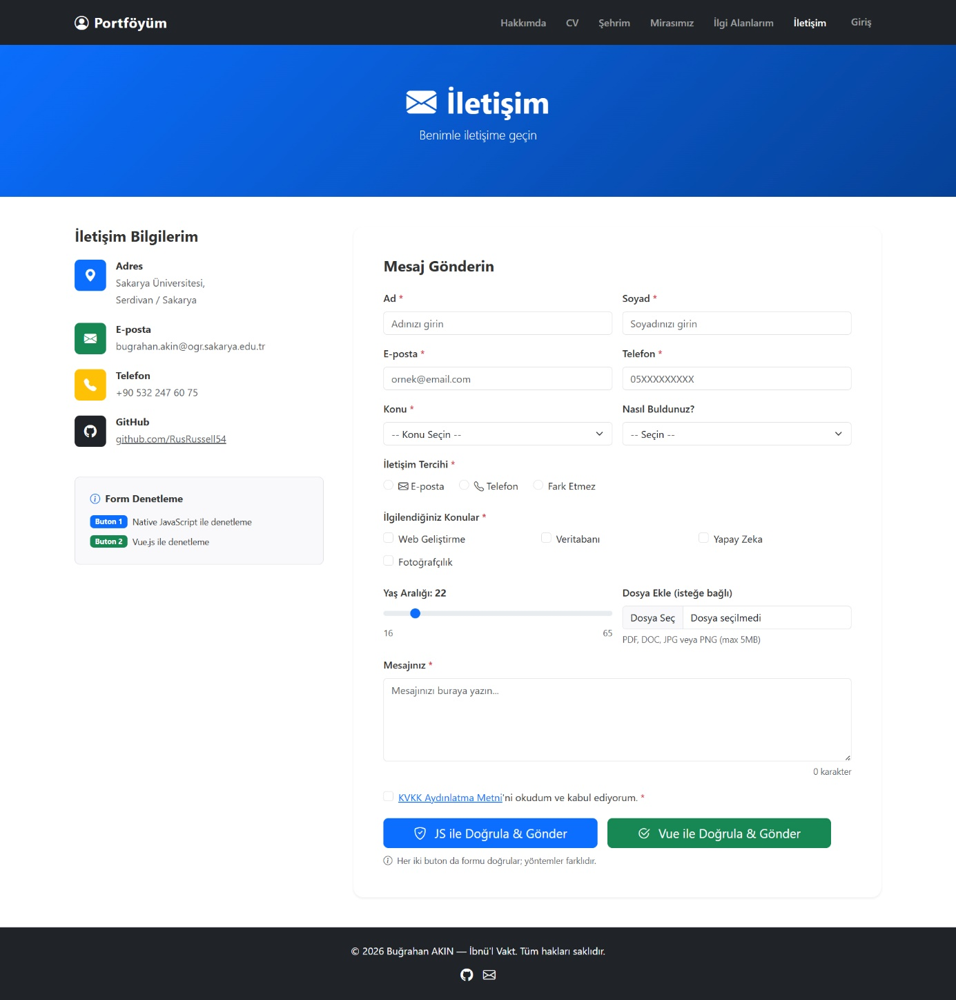 Portföyüm
Hakkımda CV Şehrim Mirasımız İlgi Alanlarım İletişim Giriş
İletişim
Benimle iletişime geçin
İletişim Bilgilerim
Adres
Sakarya Üniversitesi,
Serdivan / Sakarya
E-posta
bugrahan.akin@ogr.sakarya.edu.tr
Telefon
+90 532 247 60 75
GitHub
github.com/RusRussell54
Form Denetleme
Buton 1 Native JavaScript ile denetleme
Buton 2 Vue.js ile denetleme
Mesaj Gönderin
Ad * Soyad *
Adınızı girin Soyadınızı girin
E-posta * Telefon *
ornek@email.com 05XXXXXXXXX
Konu * Nasıl Buldunuz?
-- Konu Seçin -- -- Seçin --
İletişim Tercihi *
E-posta Telefon Fark Etmez
İlgilendiğiniz Konular *
Web Geliştirme Veritabanı Yapay Zeka
Fotoğrafçılık
Yaş Aralığı: 22 Dosya Ekle (isteğe bağlı)
Dosya Seç Dosya seçilmedi
16 65
PDF, DOC, JPG veya PNG (max 5MB)
Mesajınız *
Mesajınızı buraya yazın...
0 karakter
KVKK Aydınlatma Metni'ni okudum ve kabul ediyorum. *
JS ile Doğrula & Gönder Vue ile Doğrula & Gönder
Her iki buton da formu doğrular; yöntemler farklıdır.
© 2026 Buğrahan AKIN — İbnü'l Vakt. Tüm hakları saklıdır.